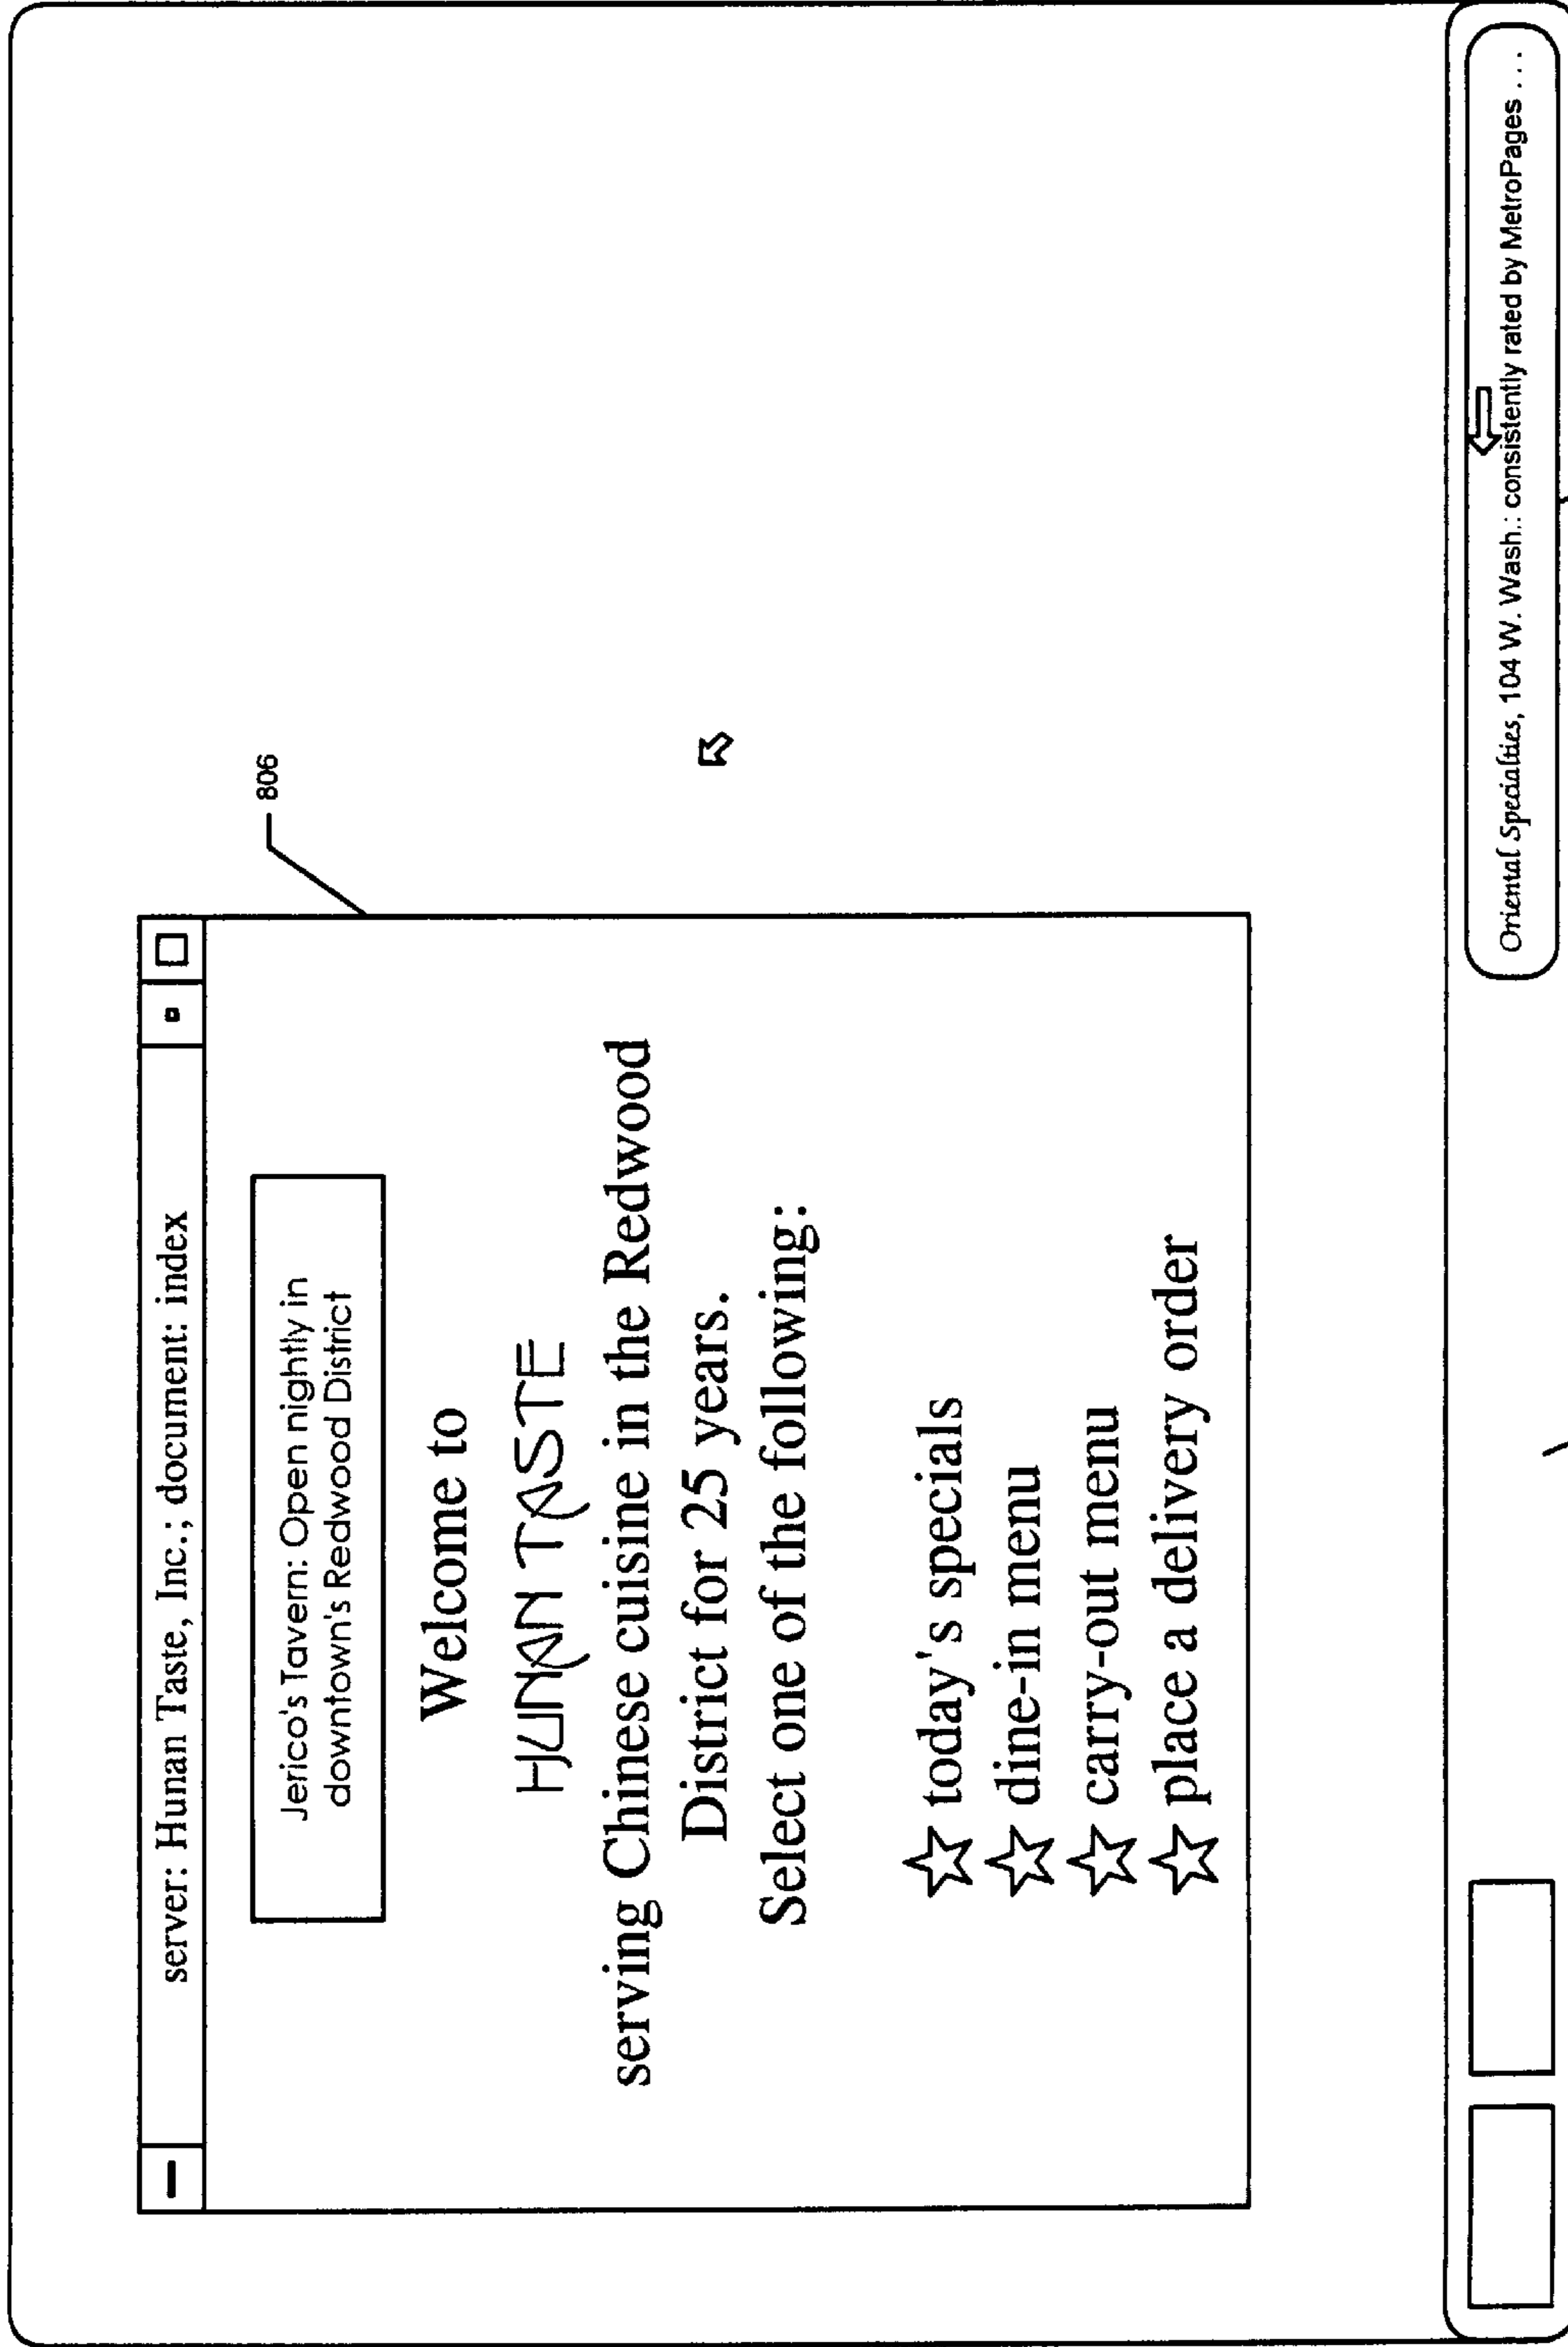 server: Hunan Taste, Inc.; document: index
Jerico's Tavern: Open nightly in
downtown's Redwood District
806
Welcome to
HUNAN TASTE
serving Chinese cuisine in the Redwood
District for 25 years.
Select one of the following:
☆ today's specials
☆ dine-in menu
☆ carry-out menu
☆ place a delivery order
Oriental Specialties, 104 W. Wash.: consistently rated by MetroPages . . .